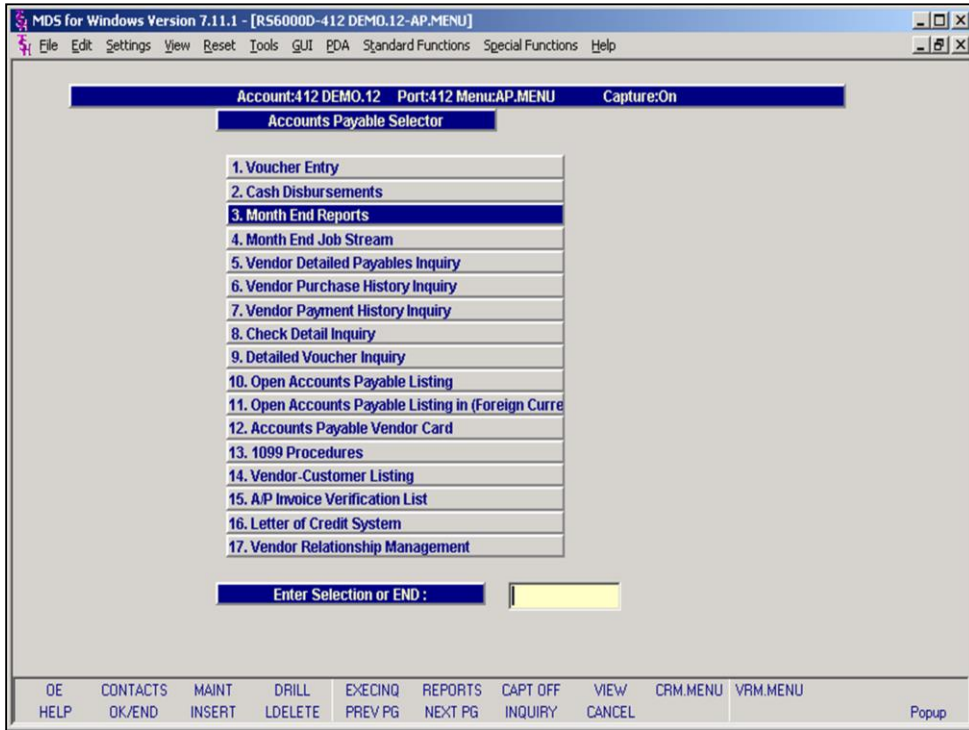 MDS for Windows Version 7.11.1 - [RS6000D-412 DEMO.12-AP.MENU]
File Edit Settings View Reset Tools GUI PDA Standard Functions Special Functions Help
Account:412 DEMO.12 Port:412 Menu:AP.MENU Capture:On
Accounts Payable Selector
1. Voucher Entry
2. Cash Disbursements
3. Month End Reports
4. Month End Job Stream
5. Vendor Detailed Payables Inquiry
6. Vendor Purchase History Inquiry
7. Vendor Payment History Inquiry
8. Check Detail Inquiry
9. Detailed Voucher Inquiry
10. Open Accounts Payable Listing
11. Open Accounts Payable Listing in (Foreign Curre
12. Accounts Payable Vendor Card
13. 1099 Procedures
14. Vendor-Customer Listing
15. A/P Invoice Verification List
16. Letter of Credit System
17. Vendor Relationship Management
Enter Selection or END :
OE CONTACTS MAINT DRILL EXECINQ REPORTS CAPT OFF VIEW CRM.MENU VRM.MENU
HELP OK/END INSERT LDELETE PREV PG NEXT PG INQUIRY CANCEL Popup